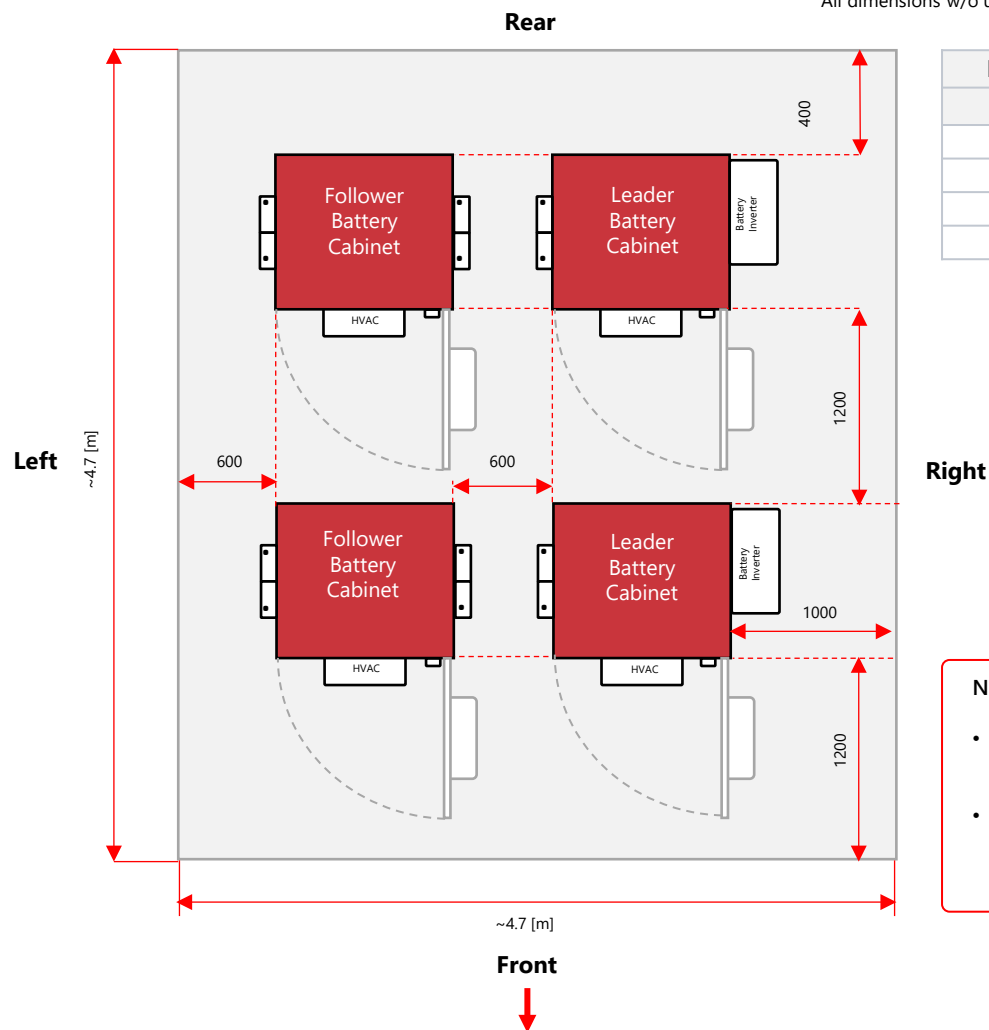 All dimensions w/o
Rear
400
Follower
Battery
Cabinet
Leader
Battery
Cabinet
Battery
Inverter
HVAC
HVAC
1200
~4.7 [m]
Left
600
600
Right
Follower
Battery
Cabinet
Leader
Battery
Cabinet
Battery
Inverter
1000
HVAC
HVAC
1200
~4.7 [m]
Front